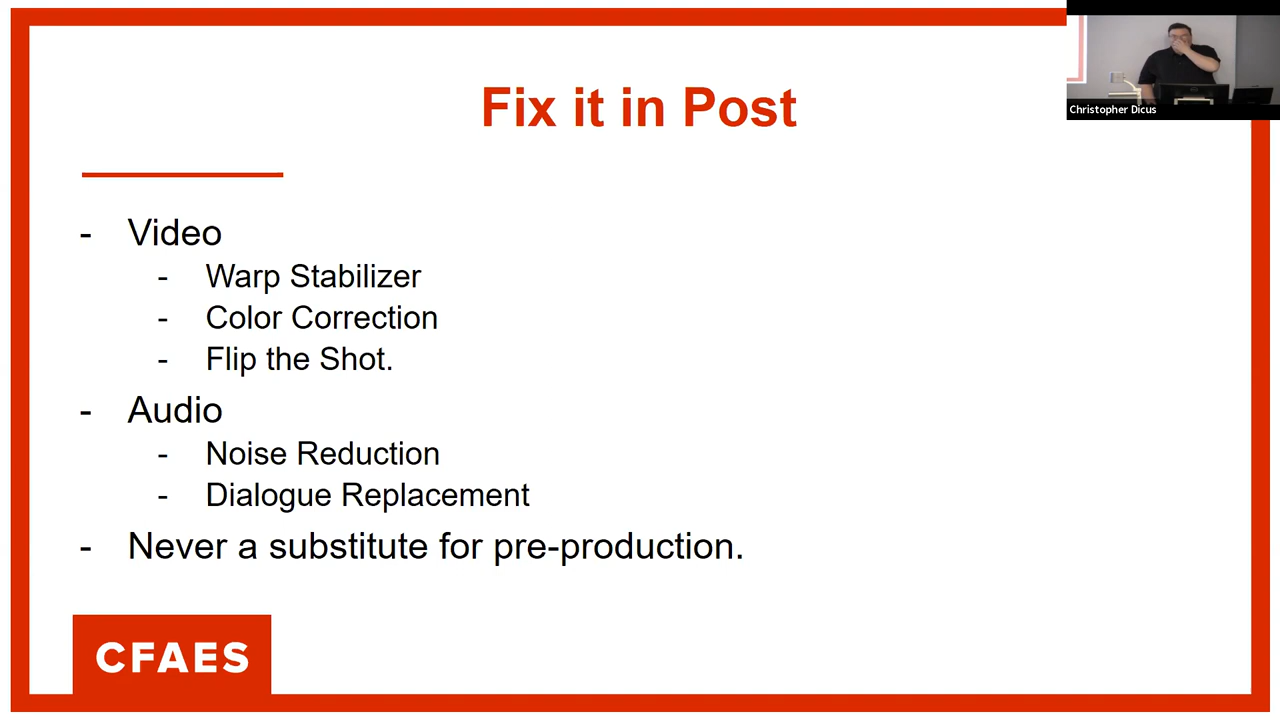 Fix it in Post
Christopher Dicus
- Video
- Warp Stabilizer
- Color Correction
- Flip the Shot.
- Audio
- Noise Reduction
- Dialogue Replacement
- Never a substitute for pre-production.
CFAES